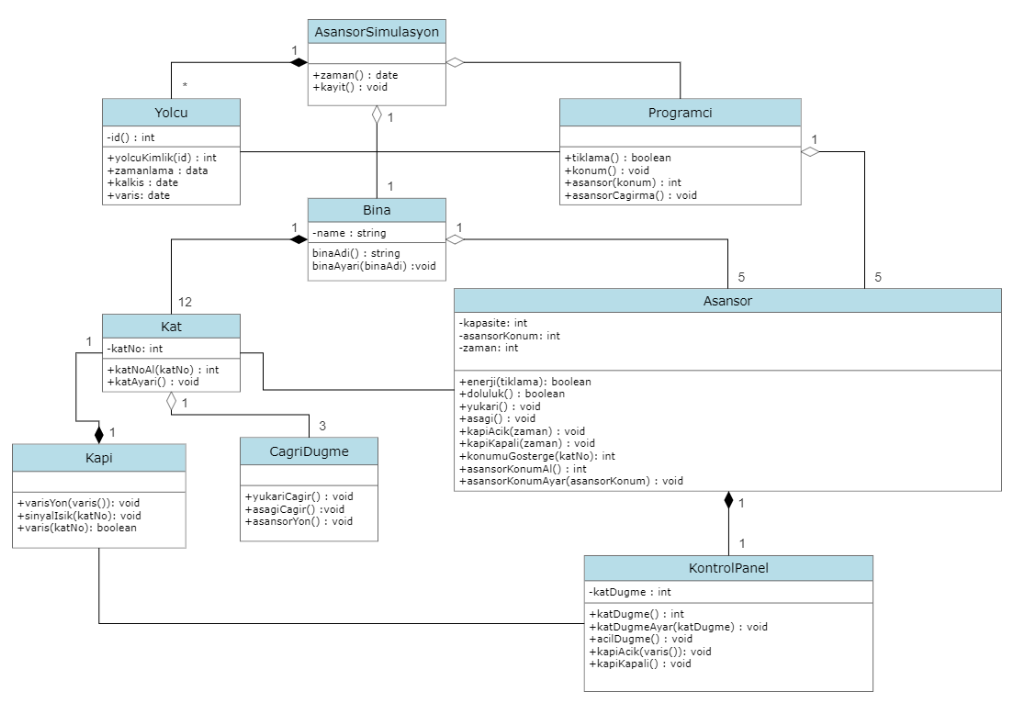 AsansorSimulasyon
+zaman() : date
+kayit() : void
1
*
1
1
Yolcu
-id() : int
+yolcuKimlik(id) : int
+zamanlama : data
+kalkis : date
+varis: date
Programci
+tiklama() : boolean
+konum() : void
+asansor(konum) : int
+asansorCagirma() : void
1
5
Bina
-name : string
binaAdi() : string
binaAyari(binaAdi) :void
1
12
1
5
Kat
-katNo: int
+katNoAl(katNo) : int
+katAyari() : void
1
1
1
3
Asansor
-kapasite: int
-asansorKonum: int
-zaman: int
+enerji(tiklama): boolean
+doluluk() : boolean
+yukari() : void
+asagi() : void
+kapiAcik(zaman) : void
+kapiKapali(zaman) : void
+konumuGosterge(katNo): int
+asansorKonumAl() : int
+asansorKonumAyar(asansorKonum) : void
1
1
Kapi
+varisYon(varis()): void
+sinyalIsik(katNo): void
+varis(katNo): boolean
CagriDugme
+yukariCagir() : void
+asagiCagir() :void
+asansorYon() : void
KontrolPanel
-katDugme : int
+katDugme() : int
+katDugmeAyar(katDugme) : void
+acilDugme() : void
+kapiAcik(varis()): void
+kapiKapali() : void